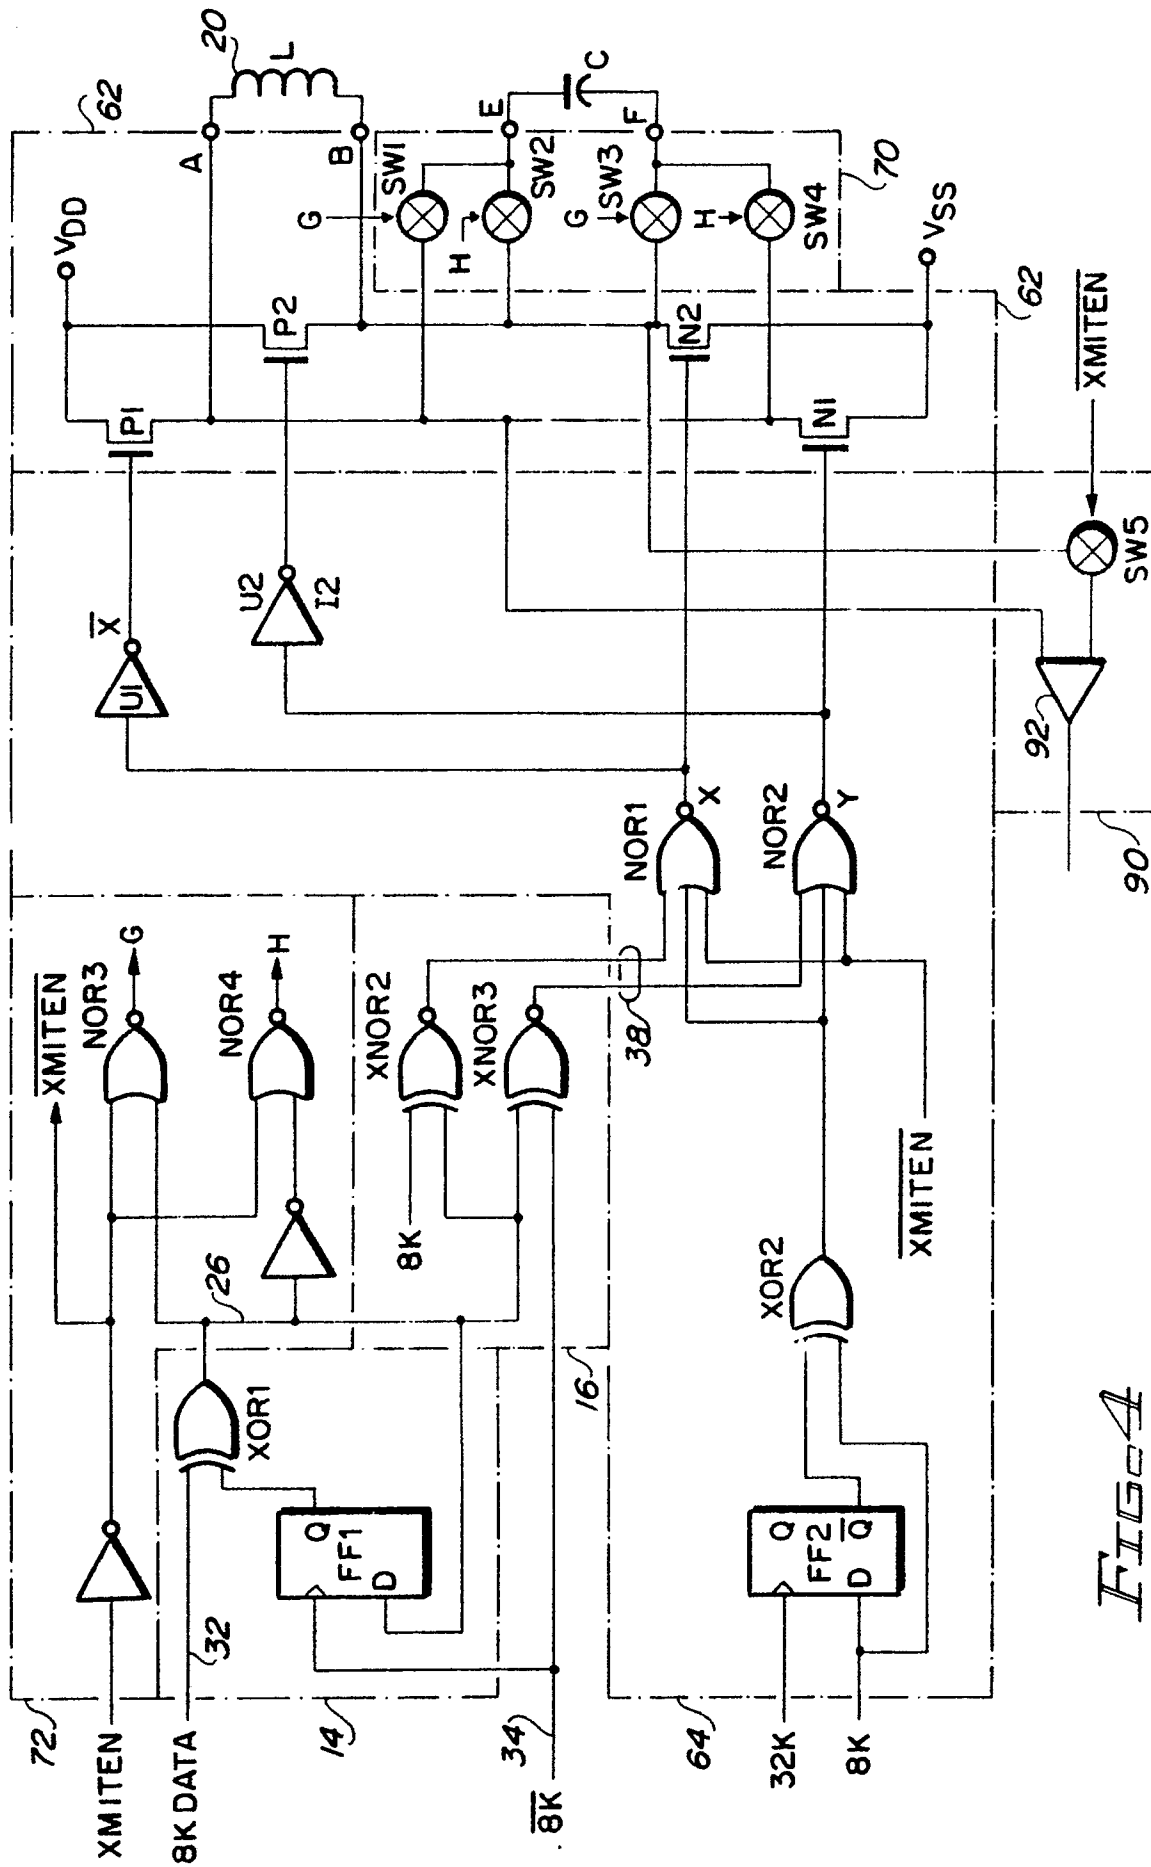 20
L
62
A
B
VDD
P1
P2
SW1
G
E
SW2
H
C
F
SW3
G
H
SW4
70
VSS
N2
N1
62
XMITEN
SW5
X
U1
U2
I2
92
90
XMITEN
NOR3
G
NOR4
H
XNOR2
XNOR3
38
NOR1
X
NOR2
Y
8K
26
XOR1
16
XOR2
XMITEN
Q
FF1
D
Q
FF2
Q
D
72
XMITEN
32
8K DATA
14
34
8K
64
32K
8K
FIG-4